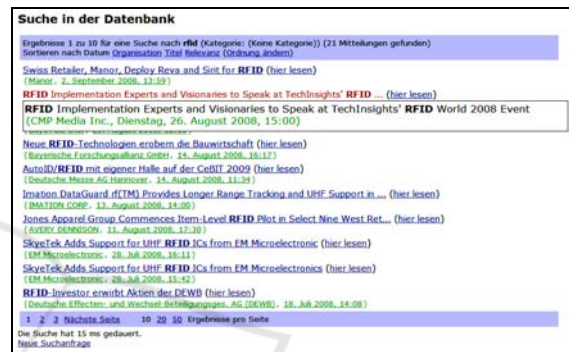 Suche in der Datenbank
Ergebnisse 1 zu 10 für eine Suche nach rfid (Kategorie: (Keine Kategorie)) (21 Mitteilungen gefunden)
Sortieren nach Datum Organisation Titel Relevanz (Ordnung ändern)
Swiss Retailer, Manor, Deploy Reva and Sirit for RFID (hier lesen)
(Manor, 2. September 2008, 13:59)
RFID Implementation Experts and Visionaries to Speak at TechInsights' RFID ... (hier lesen)
RFID Implementation Experts and Visionaries to Speak at TechInsights' RFID World 2008 Event
(CMP Media Inc., Dienstag, 26. August 2008, 15:00)
Neue RFID-Technologien erobern die Bauwirtschaft (hier lesen)
(Bayerische Forschungsallianz GmbH, 14. August 2008, 16:17)
AutoID/RFID mit eigener Halle auf der CeBIT 2009 (hier lesen)
(Deutsche Messe AG Hannover, 14. August 2008, 11:34)
Imation DataGuard rf(TM) Provides Longer Range Tracking and UHF Support in ... (hier lesen)
(IMATION CORP., 13. August 2008, 14:00)
Jones Apparel Group Commences Item-Level RFID Pilot in Select Nine West Ret... (hier lesen)
(AVERY DENNISON, 11. August 2008, 17:30)
SkyeTek Adds Support for UHF RFID ICs from EM Microelectronic (hier lesen)
(EM Microelectronic, 28. Juli 2008, 16:11)
SkyeTek Adds Support for UHF RFID ICs from EM Microelectronics (hier lesen)
(EM Microelectronic, 28. Juli 2008, 15:42)
RFID-Investor erwirbt Aktien der DEWB (hier lesen)
(Deutsche Effecten- und Wechsel-Beteiligungsges. AG (DEWB), 18. Juli 2008, 14:08)
1 2 3 Nächste Seite 10 20 50 Ergebnisse pro Seite
Die Suche hat 15 ms gedauert.
Neue Suchanfrage